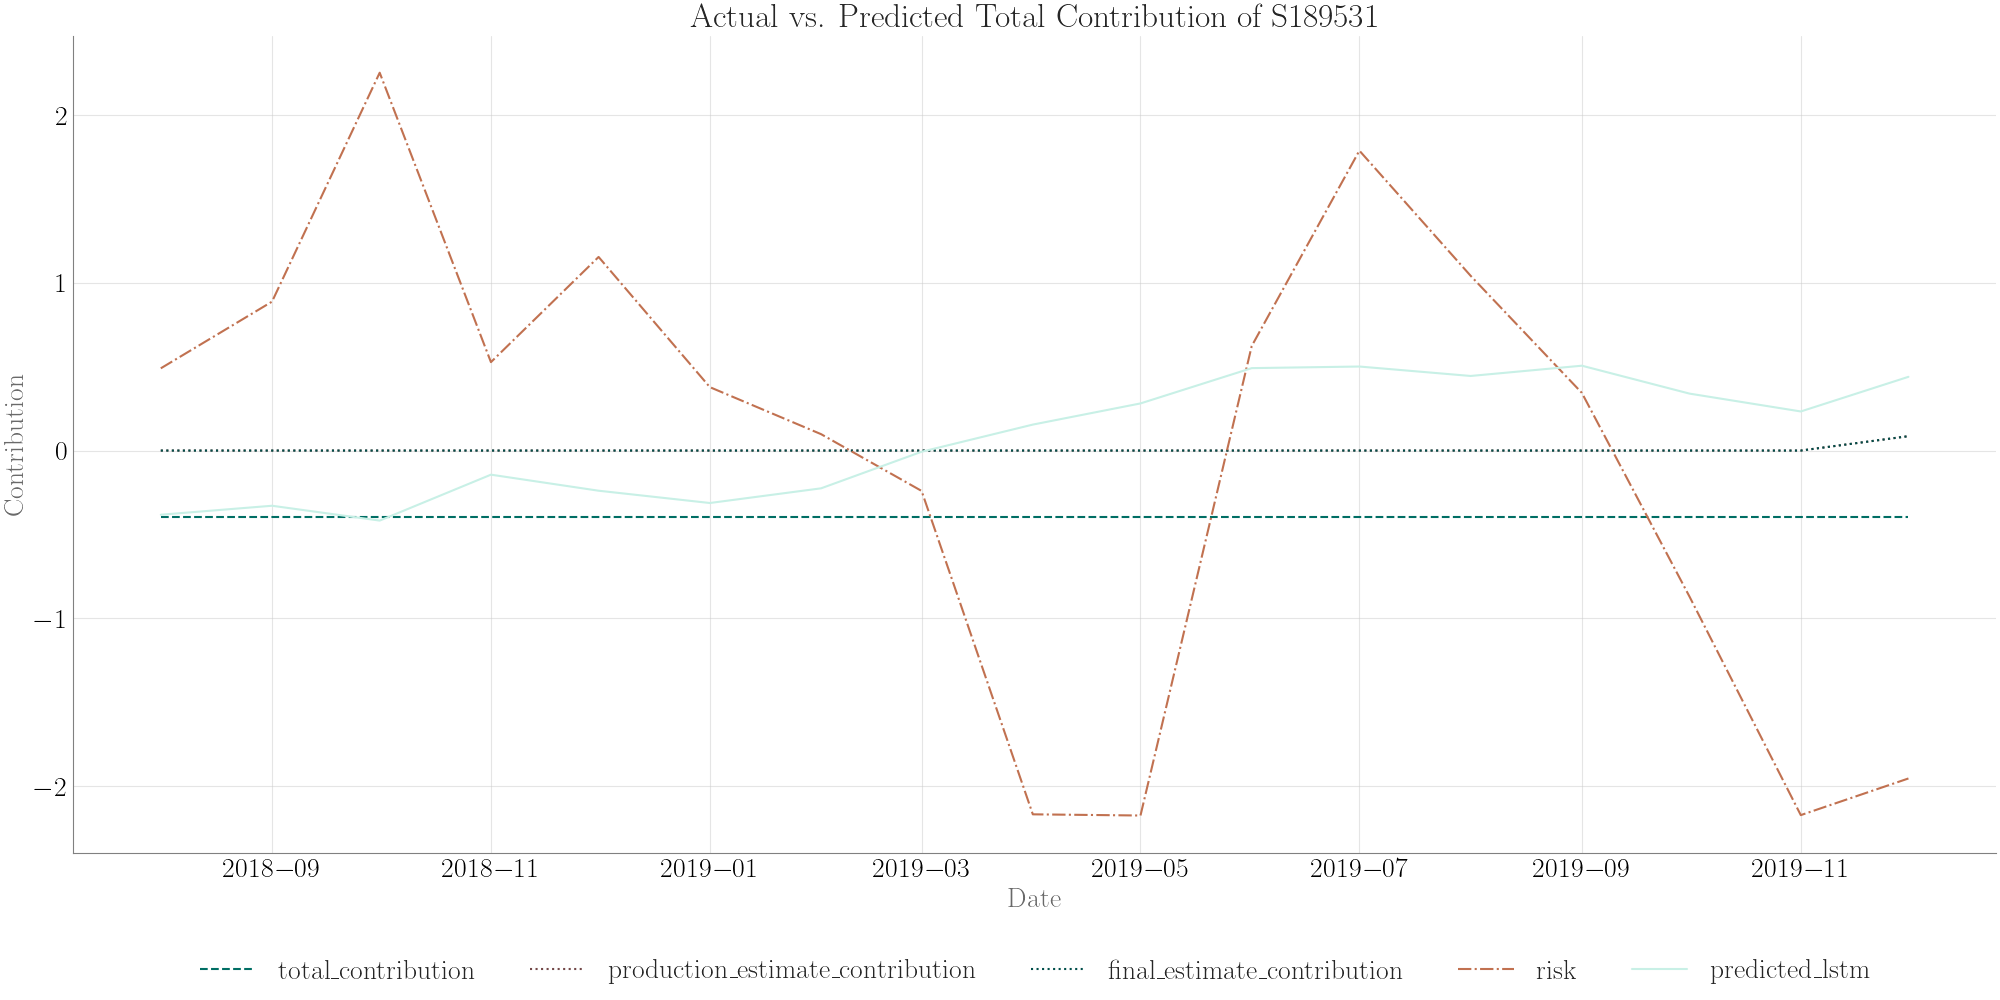 Actual vs. Predicted Total Contribution of S189531
Contribution
2
1
0
−1
−2
2018−09 2018−11 2019−01 2019−03 2019−05 2019−07 2019−09 2019−11
Date
total_contribution production_estimate_contribution final_estimate_contribution risk predicted_lstm